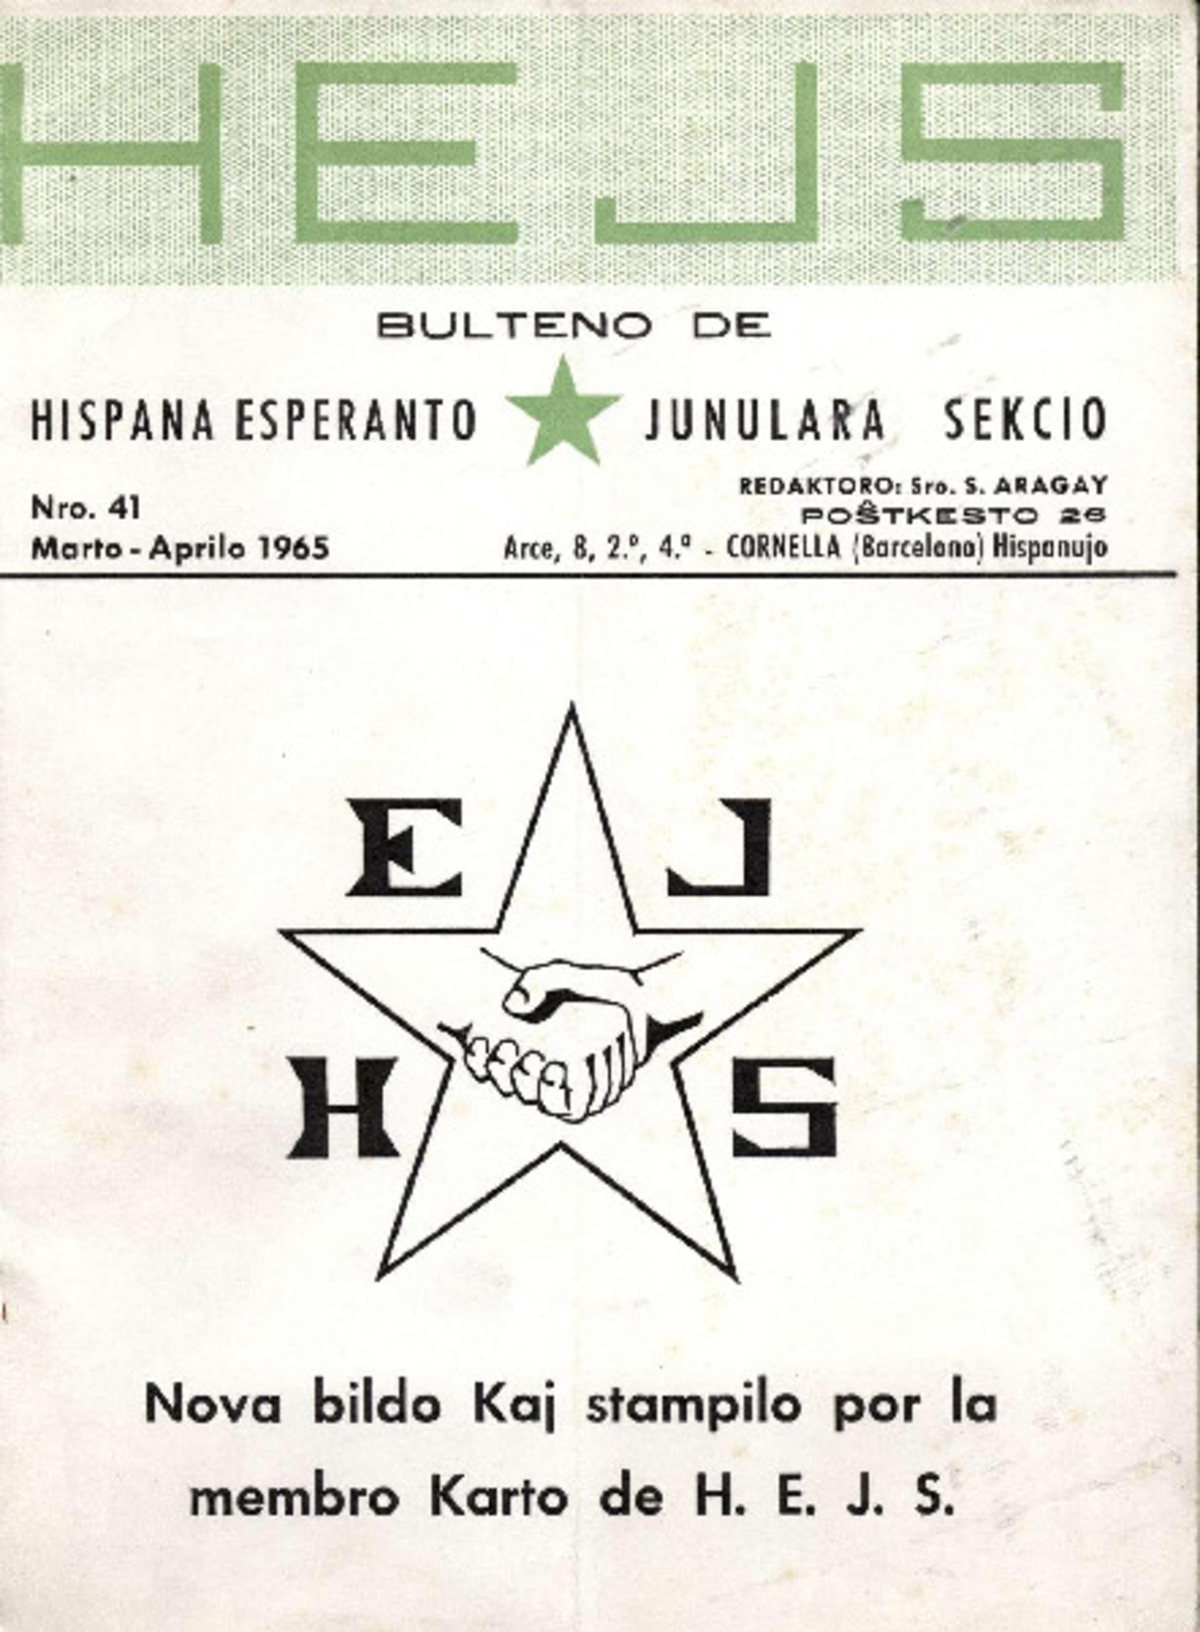 HEJS
BULTENO DE
HISPANA ESPERANTO JUNULARA SEKCIO
Nro. 41
Marto - Aprilo 1965
REDAKTORO: Sro. S. ARAGAY
POŜTKESTO 26
Arce, 8, 2.º, 4.ª - CORNELLA (Barcelona) Hispanujo
E J
H S
Nova bildo Kaj stampilo por la
membro Karto de H. E. J. S.